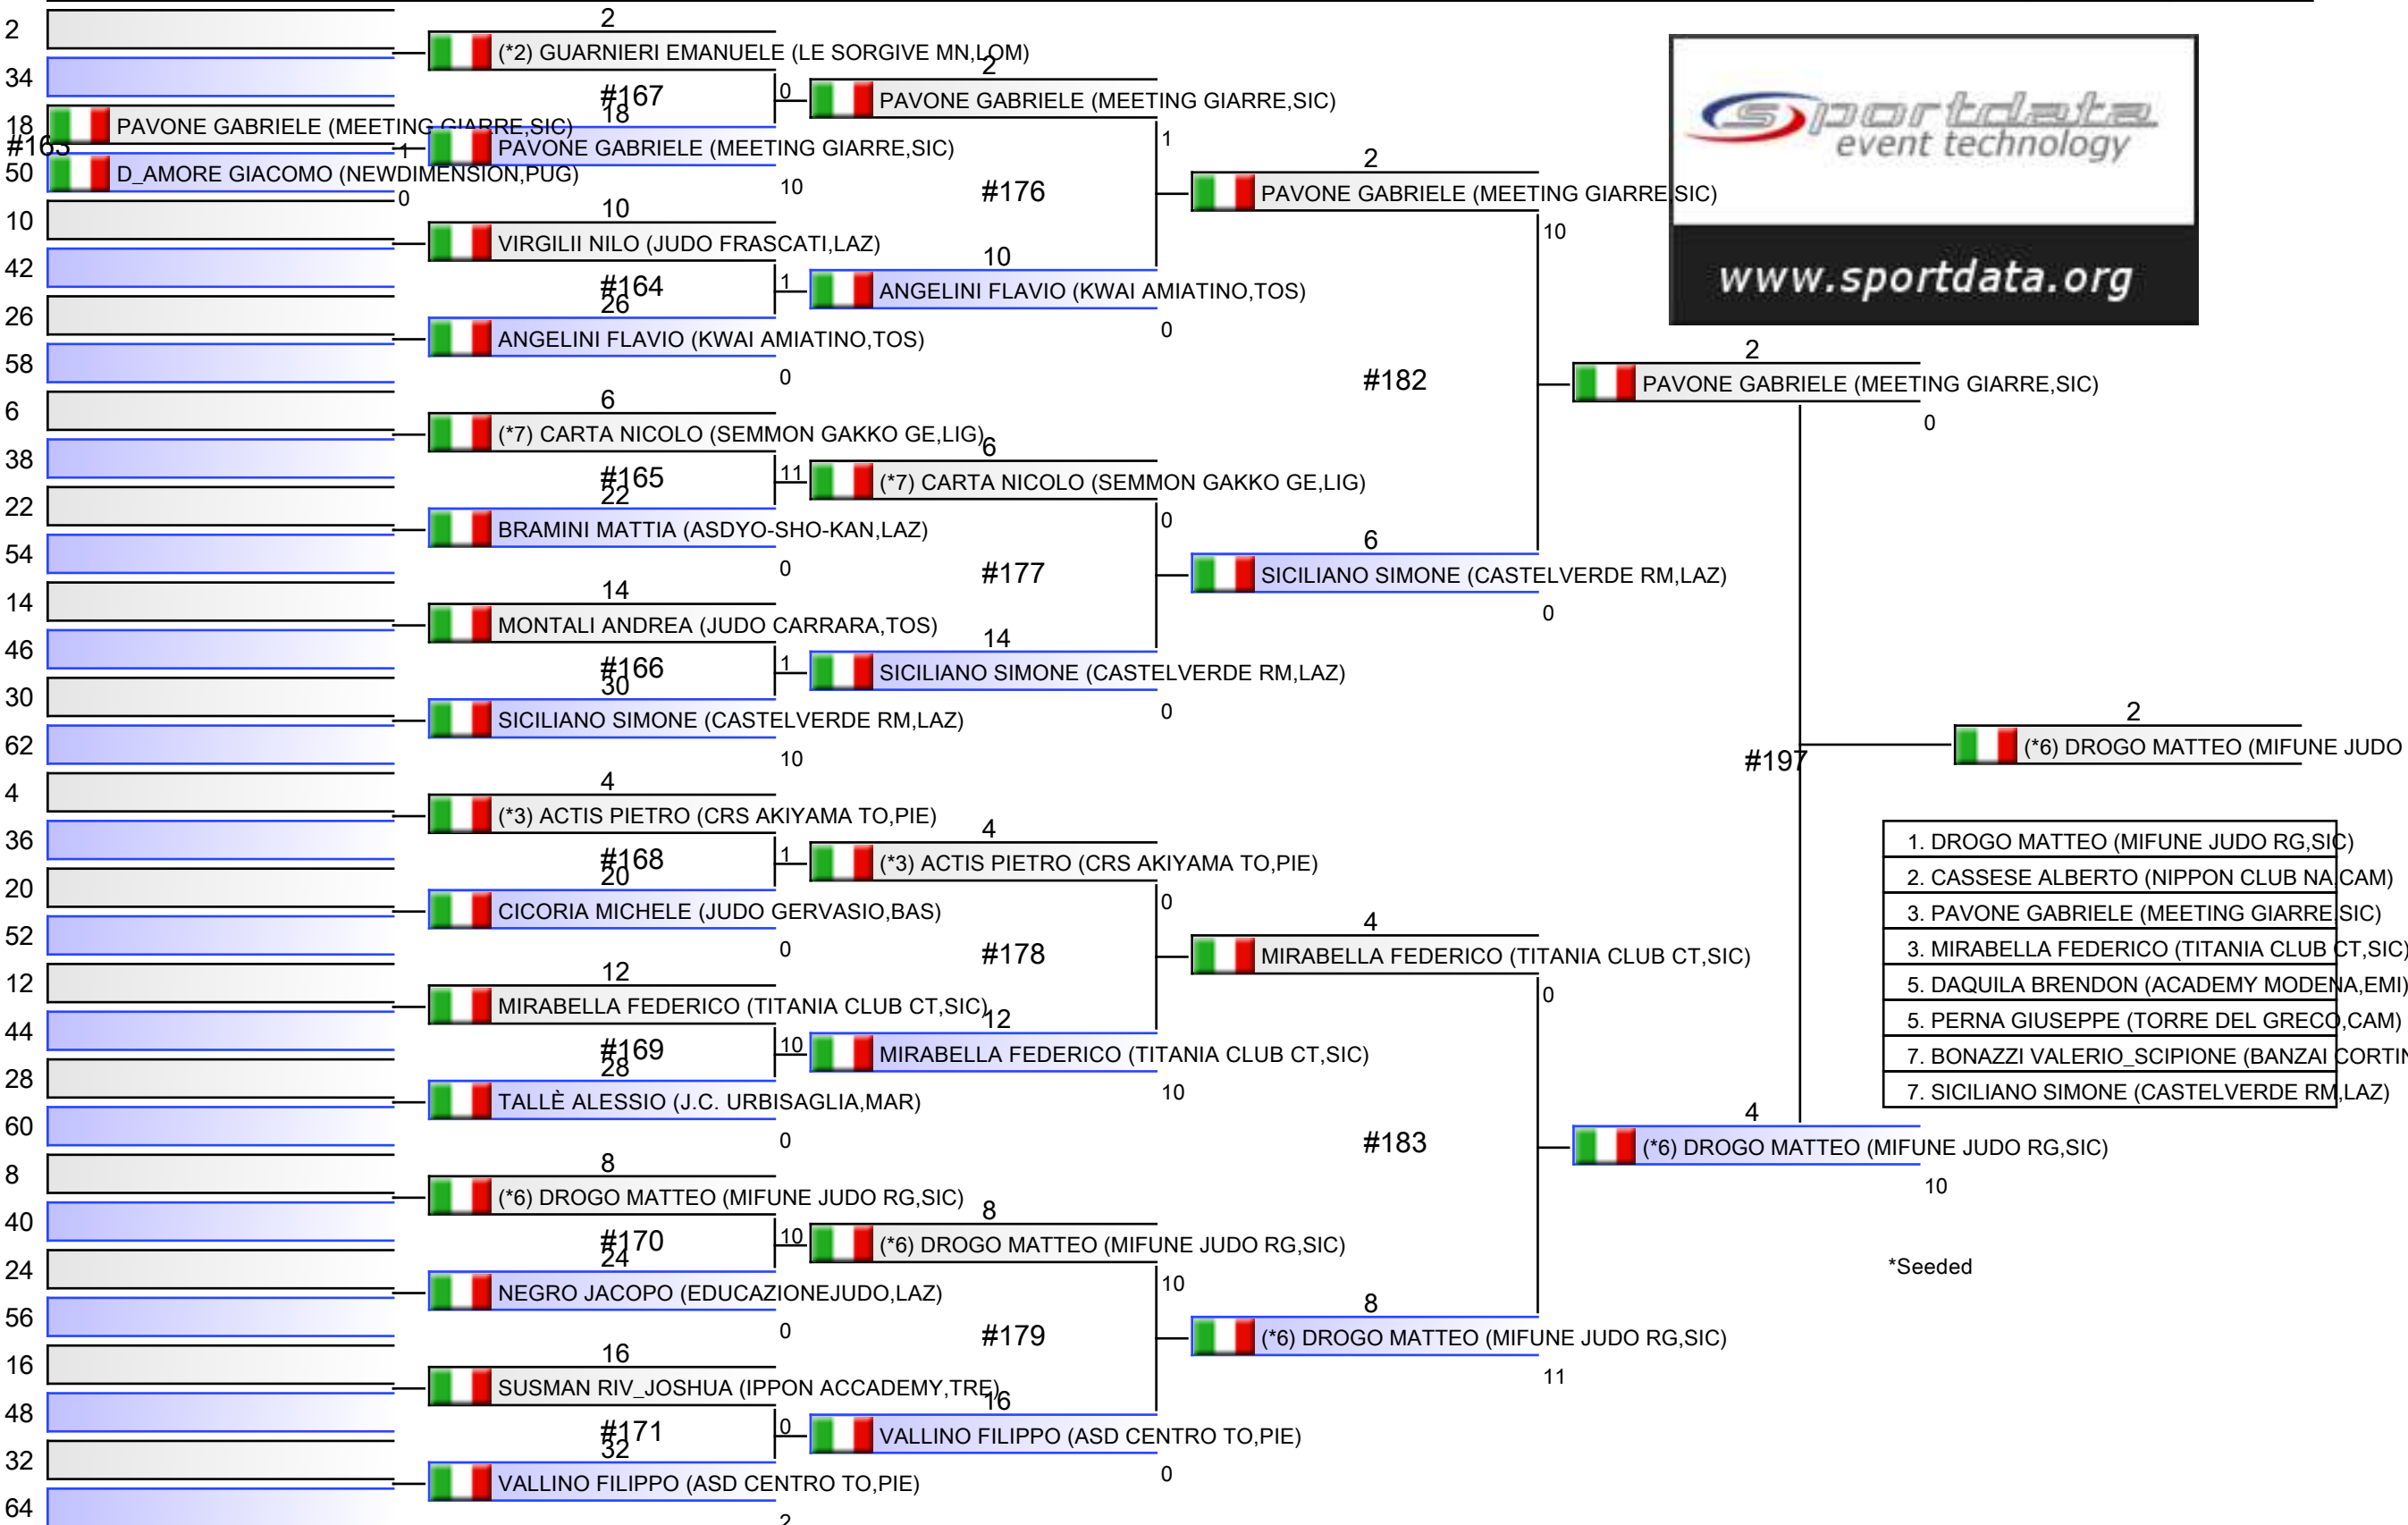 2
34
18
#163
50
10
42
26
58
6
38
22
54
14
46
30
62
4
36
20
52
12
44
28
60
8
40
24
56
16
48
32
64
PAVONE GABRIELE (MEETING GIARRE,SIC)
1
D_AMORE GIACOMO (NEWDIMENSION,PUG)
0
2
(*2) GUARNIERI EMANUELE (LE SORGIVE MN,LOM)
#167
0
18
PAVONE GABRIELE (MEETING GIARRE,SIC)
10
10
VIRGILII NILO (JUDO FRASCATI,LAZ)
#164
1
26
ANGELINI FLAVIO (KWAI AMIATINO,TOS)
0
6
(*7) CARTA NICOLO (SEMMON GAKKO GE,LIG)
#165
11
22
BRAMINI MATTIA (ASDYO-SHO-KAN,LAZ)
0
14
MONTALI ANDREA (JUDO CARRARA,TOS)
#166
1
30
SICILIANO SIMONE (CASTELVERDE RM,LAZ)
10
4
(*3) ACTIS PIETRO (CRS AKIYAMA TO,PIE)
#168
1
20
CICORIA MICHELE (JUDO GERVASIO,BAS)
0
12
MIRABELLA FEDERICO (TITANIA CLUB CT,SIC)
#169
10
28
TALLÈ ALESSIO (J.C. URBISAGLIA,MAR)
0
8
(*6) DROGO MATTEO (MIFUNE JUDO RG,SIC)
#170
10
24
NEGRO JACOPO (EDUCAZIONEJUDO,LAZ)
0
16
SUSMAN RIV_JOSHUA (IPPON ACCADEMY,TRE)
#171
0
32
VALLINO FILIPPO (ASD CENTRO TO,PIE)
2
2
PAVONE GABRIELE (MEETING GIARRE,SIC)
1
#176
10
ANGELINI FLAVIO (KWAI AMIATINO,TOS)
0
6
(*7) CARTA NICOLO (SEMMON GAKKO GE,LIG)
0
#177
14
SICILIANO SIMONE (CASTELVERDE RM,LAZ)
0
4
(*3) ACTIS PIETRO (CRS AKIYAMA TO,PIE)
0
#178
12
MIRABELLA FEDERICO (TITANIA CLUB CT,SIC)
10
8
(*6) DROGO MATTEO (MIFUNE JUDO RG,SIC)
10
#179
16
VALLINO FILIPPO (ASD CENTRO TO,PIE)
0
2
PAVONE GABRIELE (MEETING GIARRE,SIC)
10
#182
6
SICILIANO SIMONE (CASTELVERDE RM,LAZ)
0
4
MIRABELLA FEDERICO (TITANIA CLUB CT,SIC)
0
#183
8
(*6) DROGO MATTEO (MIFUNE JUDO RG,SIC)
11
sportdata
event technology
www.sportdata.org
2
PAVONE GABRIELE (MEETING GIARRE,SIC)
0
#197
4
(*6) DROGO MATTEO (MIFUNE JUDO RG,SIC)
10
2
(*6) DROGO MATTEO (MIFUNE JUDO
1. DROGO MATTEO (MIFUNE JUDO RG,SIC)
2. CASSESE ALBERTO (NIPPON CLUB NA,CAM)
3. PAVONE GABRIELE (MEETING GIARRE,SIC)
3. MIRABELLA FEDERICO (TITANIA CLUB CT,SIC)
5. DAQUILA BRENDON (ACADEMY MODENA,EMI)
5. PERNA GIUSEPPE (TORRE DEL GRECO,CAM)
7. BONAZZI VALERIO_SCIPIONE (BANZAI CORTIN
7. SICILIANO SIMONE (CASTELVERDE RM,LAZ)
*Seeded